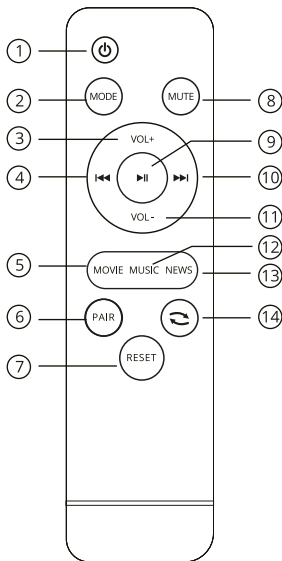 1
2 MODE MUTE 8
3 VOL+ 9
4 10
VOL- 11
12
5 MOVIE MUSIC NEWS 13
6 PAIR 14
7 RESET